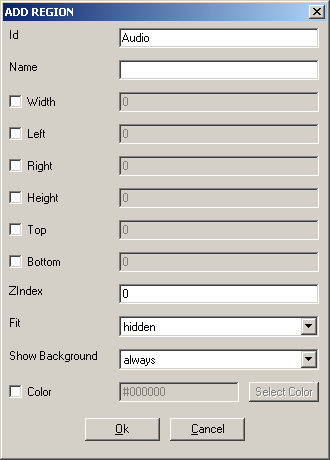 ADD REGION
Id Audio
Name
Width 0
Left 0
Right 0
Height 0
Top 0
Bottom 0
ZIndex 0
Fit hidden
Show Background always
Color #000000 Select Color
Ok Cancel